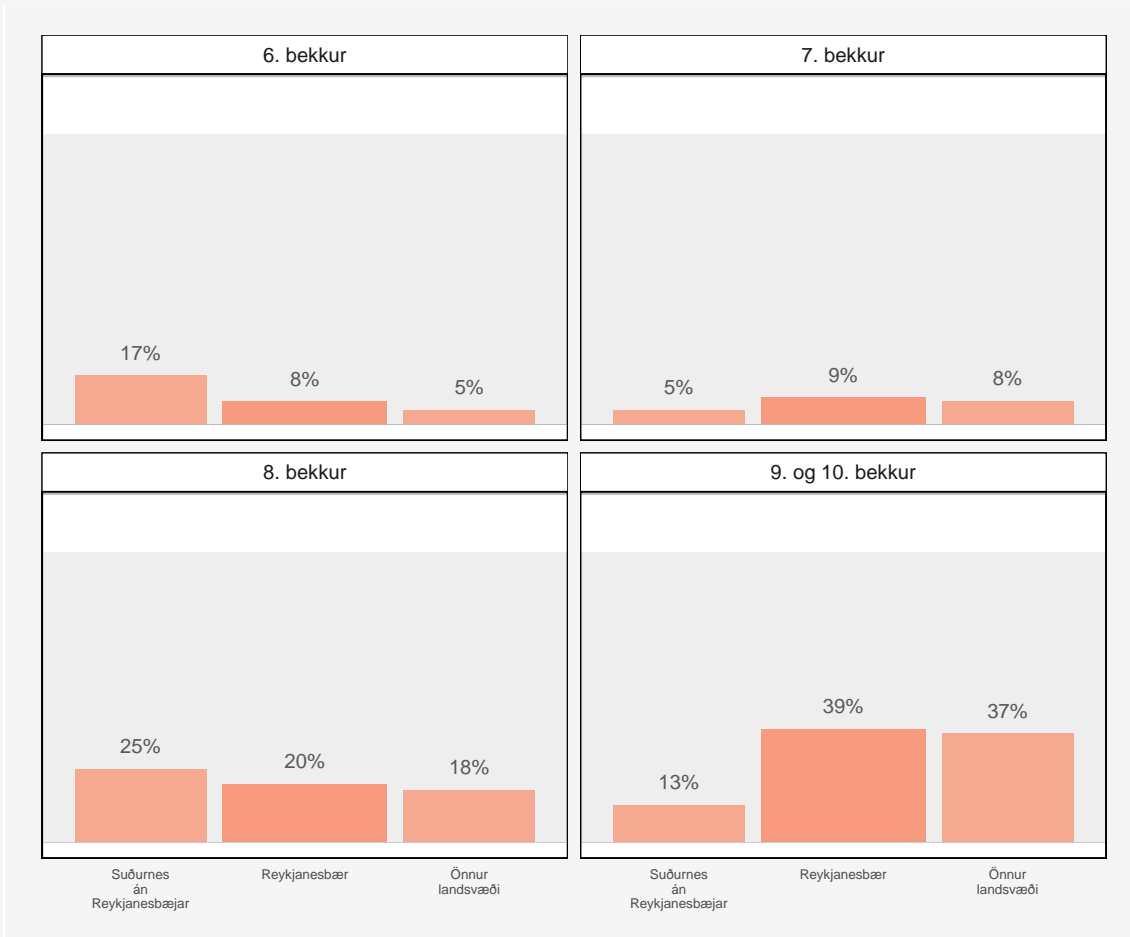 6. bekkur
17%
8%
5%
7. bekkur
5%
9%
8%
8. bekkur
25%
20%
18%
9. og 10. bekkur
13%
39%
37%
Suðurnes
án
Reykjanesbæjar
Reykjanesbær
Önnur
landsvæði
Suðurnes
án
Reykjanesbæjar
Reykjanesbær
Önnur
landsvæði